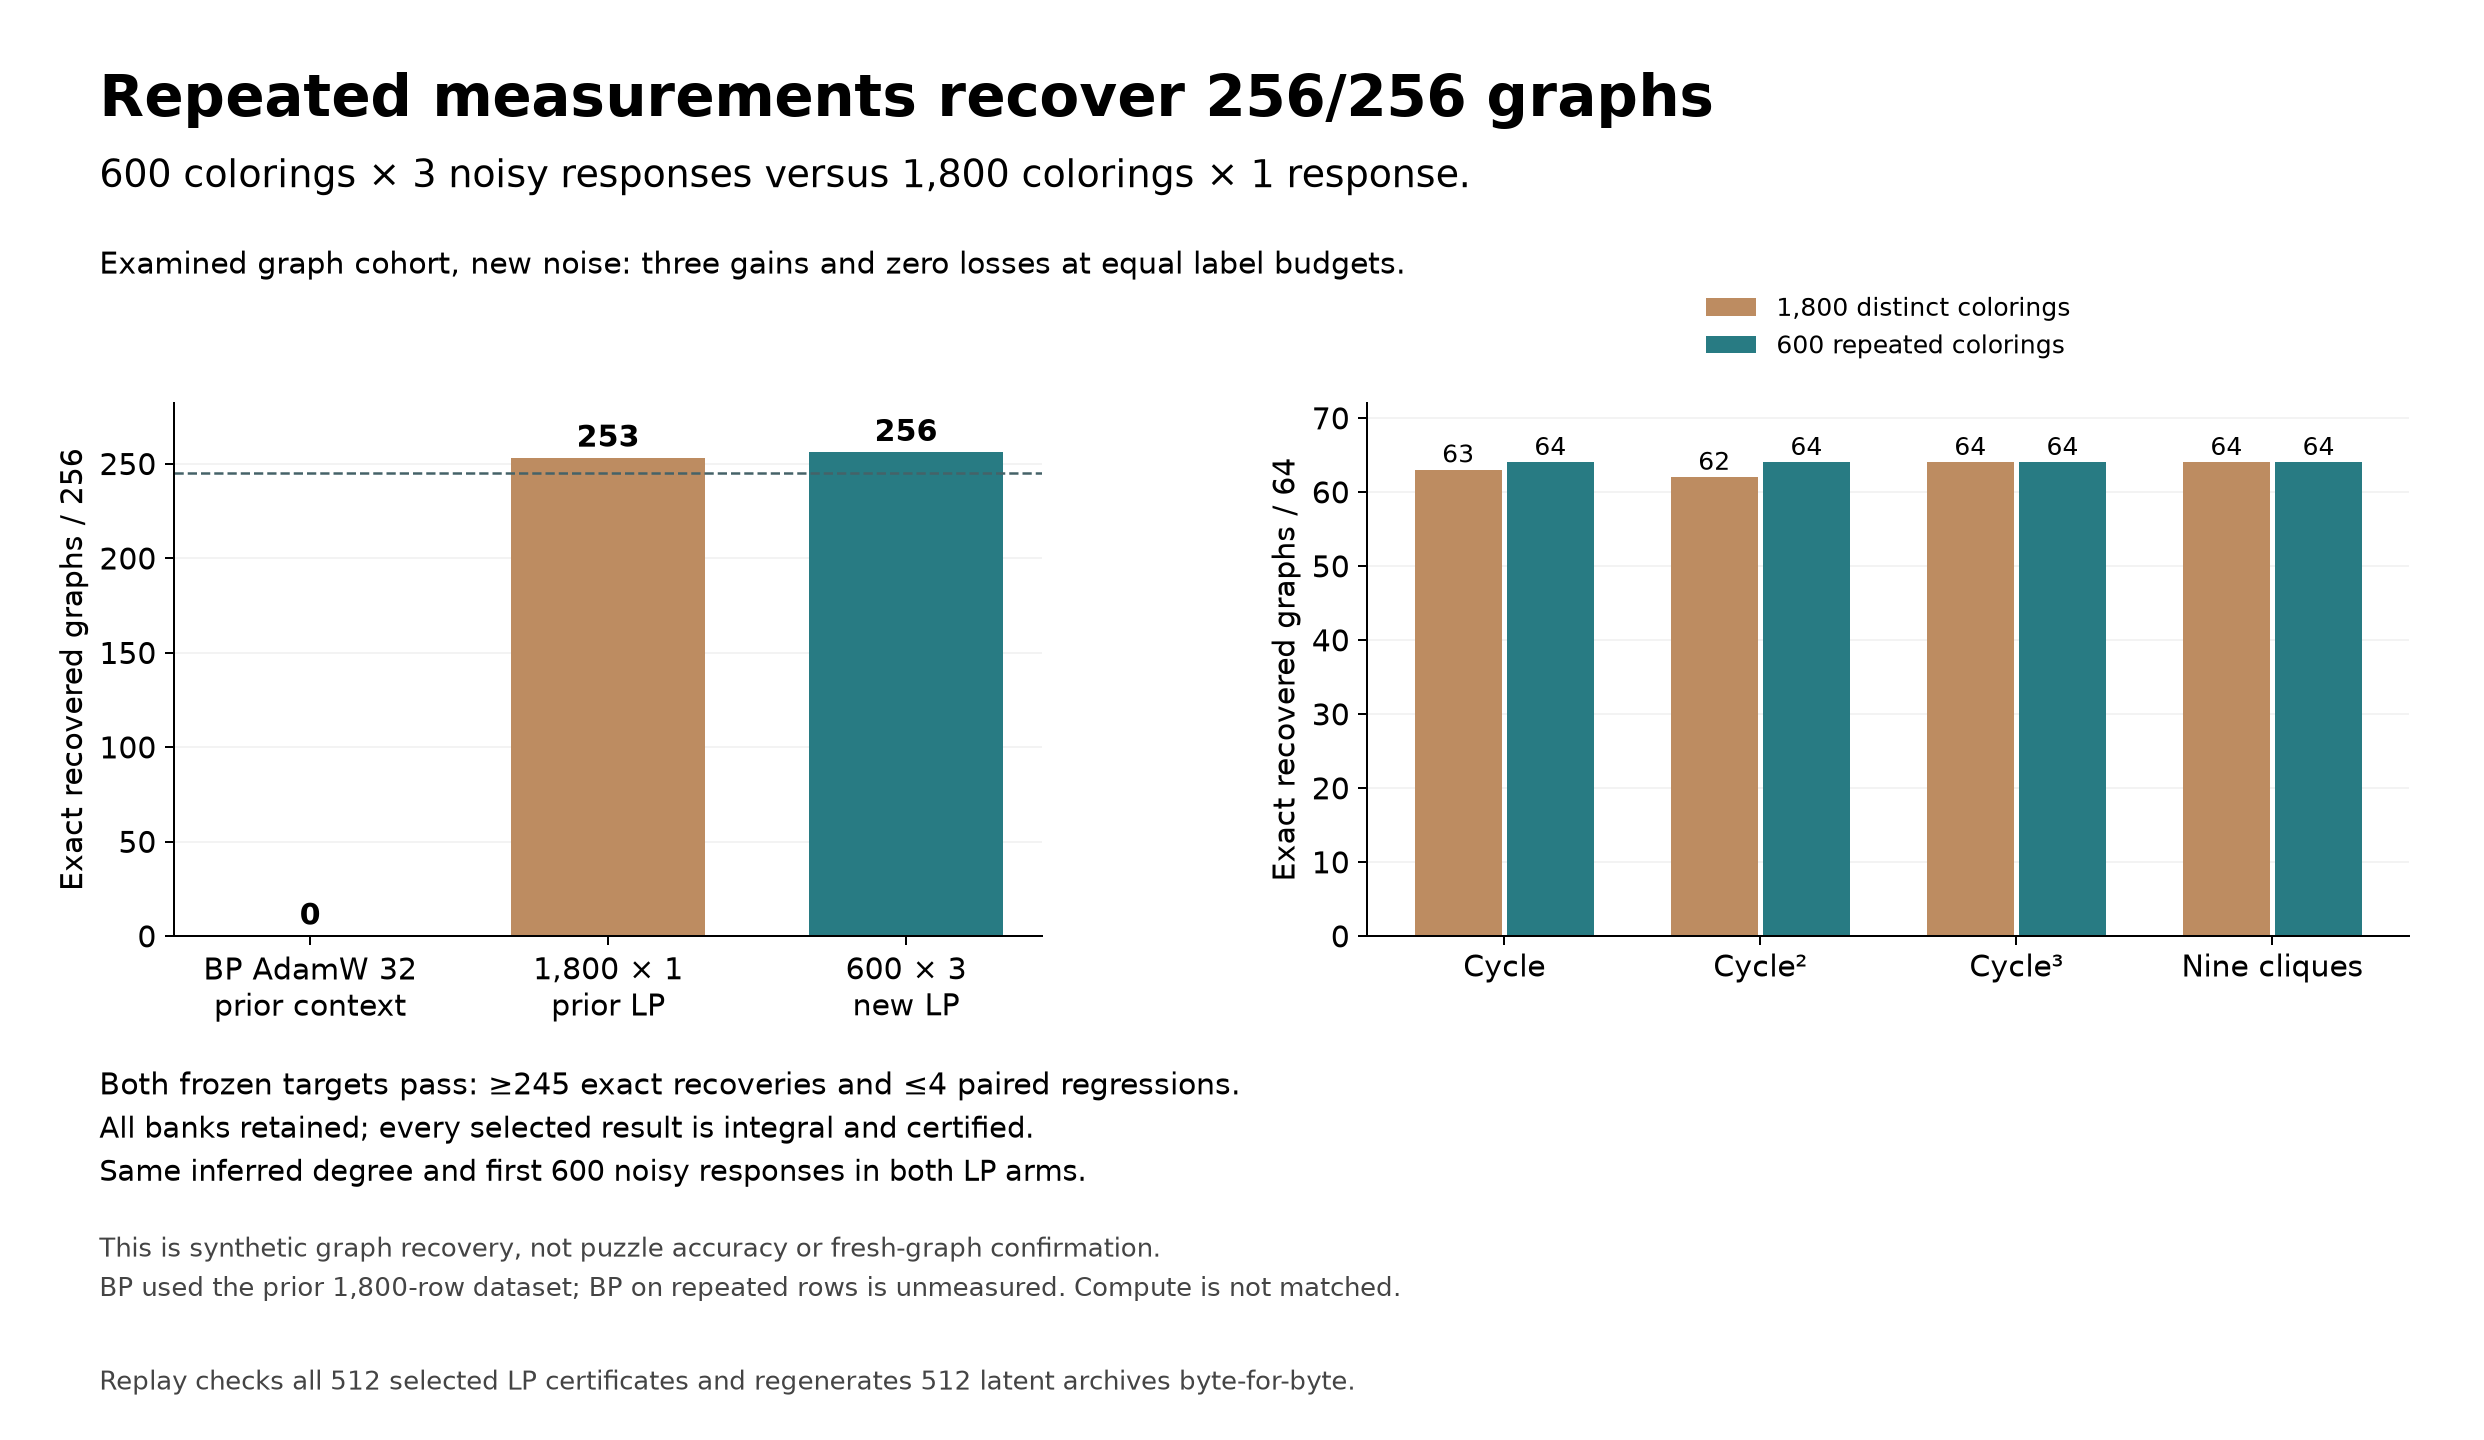 Repeated measurements recover 256/256 graphs
600 colorings × 3 noisy responses versus 1,800 colorings × 1 response.
Examined graph cohort, new noise: three gains and zero losses at equal label budgets.
1,800 distinct colorings
600 repeated colorings
Exact recovered graphs / 256
250
200
150
100
50
0
0
253
256
BP AdamW 32
prior context
1,800 × 1
prior LP
600 × 3
new LP
Exact recovered graphs / 64
70
60
50
40
30
20
10
0
63
64
62
64
64
64
64
64
Cycle
Cycle²
Cycle³
Nine cliques
Both frozen targets pass: ≥245 exact recoveries and ≤4 paired regressions.
All banks retained; every selected result is integral and certified.
Same inferred degree and first 600 noisy responses in both LP arms.
This is synthetic graph recovery, not puzzle accuracy or fresh-graph confirmation.
BP used the prior 1,800-row dataset; BP on repeated rows is unmeasured. Compute is not matched.
Replay checks all 512 selected LP certificates and regenerates 512 latent archives byte-for-byte.